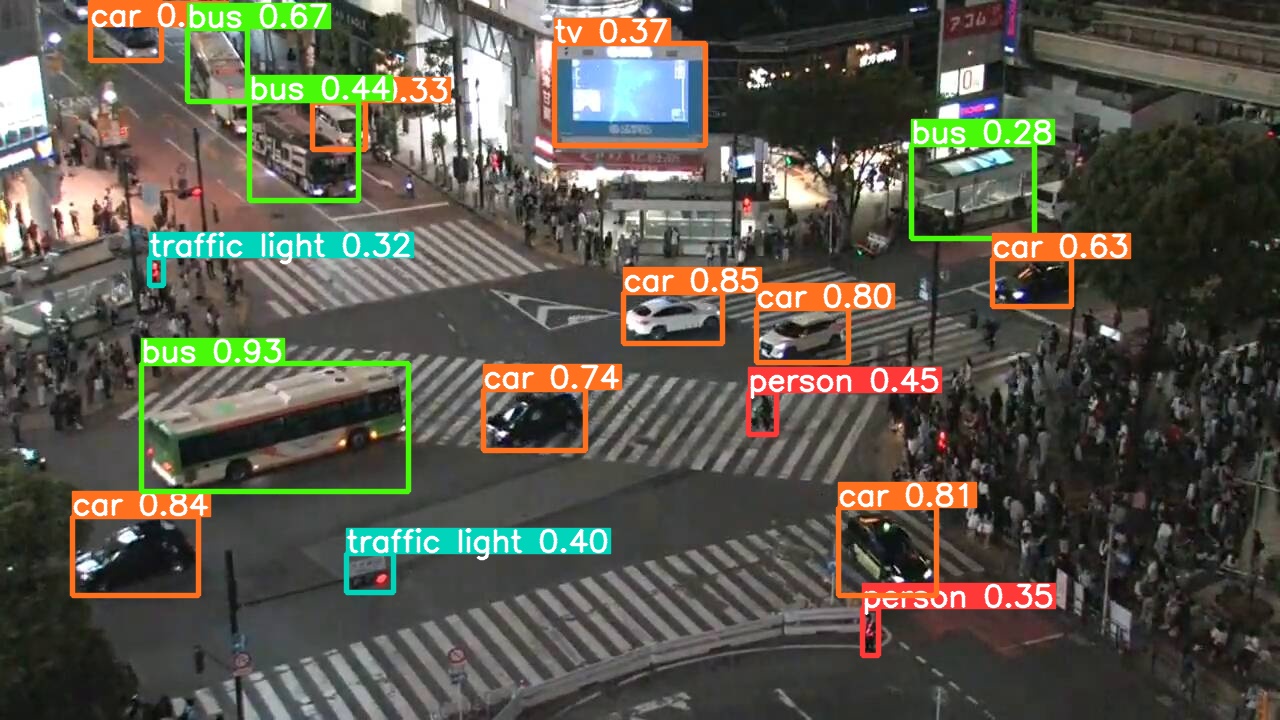 car 0.
bus 0.67
tv 0.37
bus 0.44
0.33
bus 0.28
アコム
traffic light 0.32
car 0.63
car 0.85
car 0.80
bus 0.93
car 0.74
person 0.45
car 0.84
car 0.81
traffic light 0.40
person 0.35